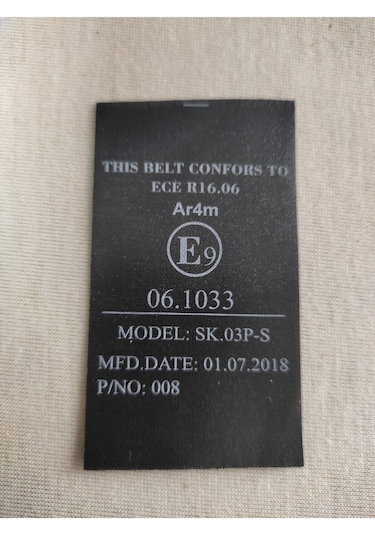 THIS BELT CONFORS TO
ECE R16.06
Ar4m
E9
06.1033
MODEL: SK.03P-S
MFD.DATE: 01.07.2018
P/NO: 008